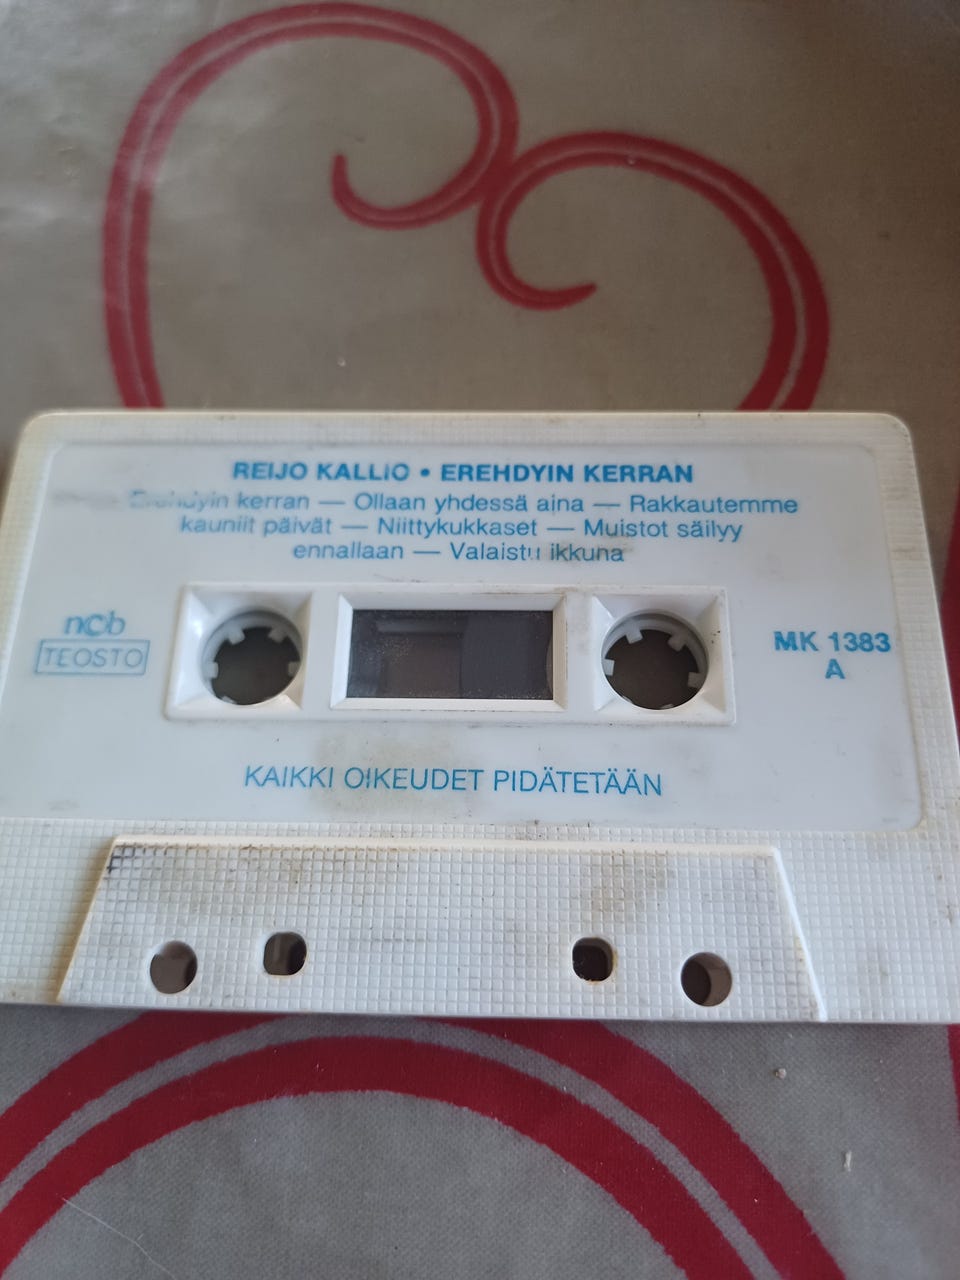 REIJO KALLIO • EREHDYIN KERRAN
Erehdyin kerran — Ollaan yhdessä aina — Rakkautemme
kauniit päivät — Niittykukkaset — Muistot säilyy
ennallaan — Valaistu ikkuna
ncb
TEOSTO
MK 1383
A
KAIKKI OIKEUDET PIDÄTETÄÄN